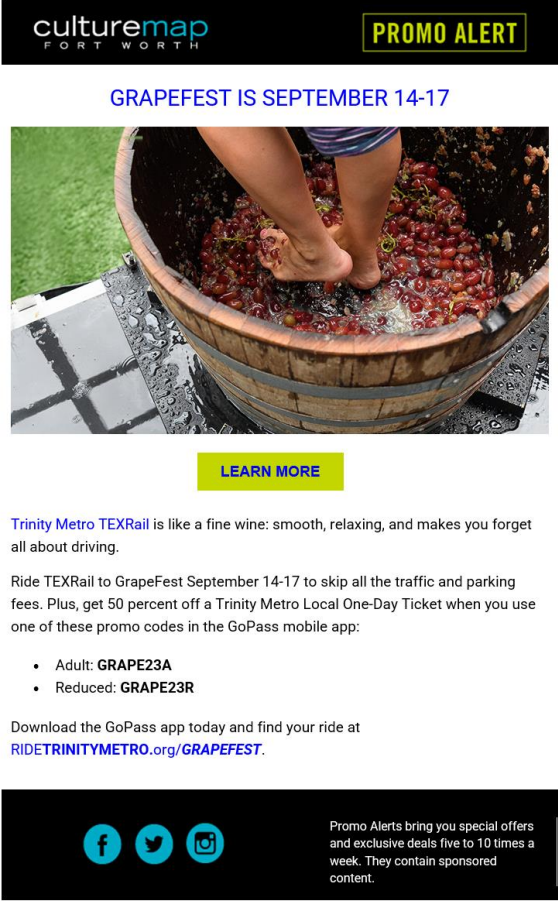 culturemap
FORT WORTH
PROMO ALERT
GRAPEFEST IS SEPTEMBER 14-17
LEARN MORE
Trinity Metro TEXRail is like a fine wine: smooth, relaxing, and makes you forget
all about driving.
Ride TEXRail to GrapeFest September 14-17 to skip all the traffic and parking
fees. Plus, get 50 percent off a Trinity Metro Local One-Day Ticket when you use
one of these promo codes in the GoPass mobile app:
• Adult: GRAPE23A
• Reduced: GRAPE23R
Download the GoPass app today and find your ride at
RIDETRINITYMETRO.org/GRAPEFEST.
Promo Alerts bring you special offers
and exclusive deals five to 10 times a
week. They contain sponsored
content.